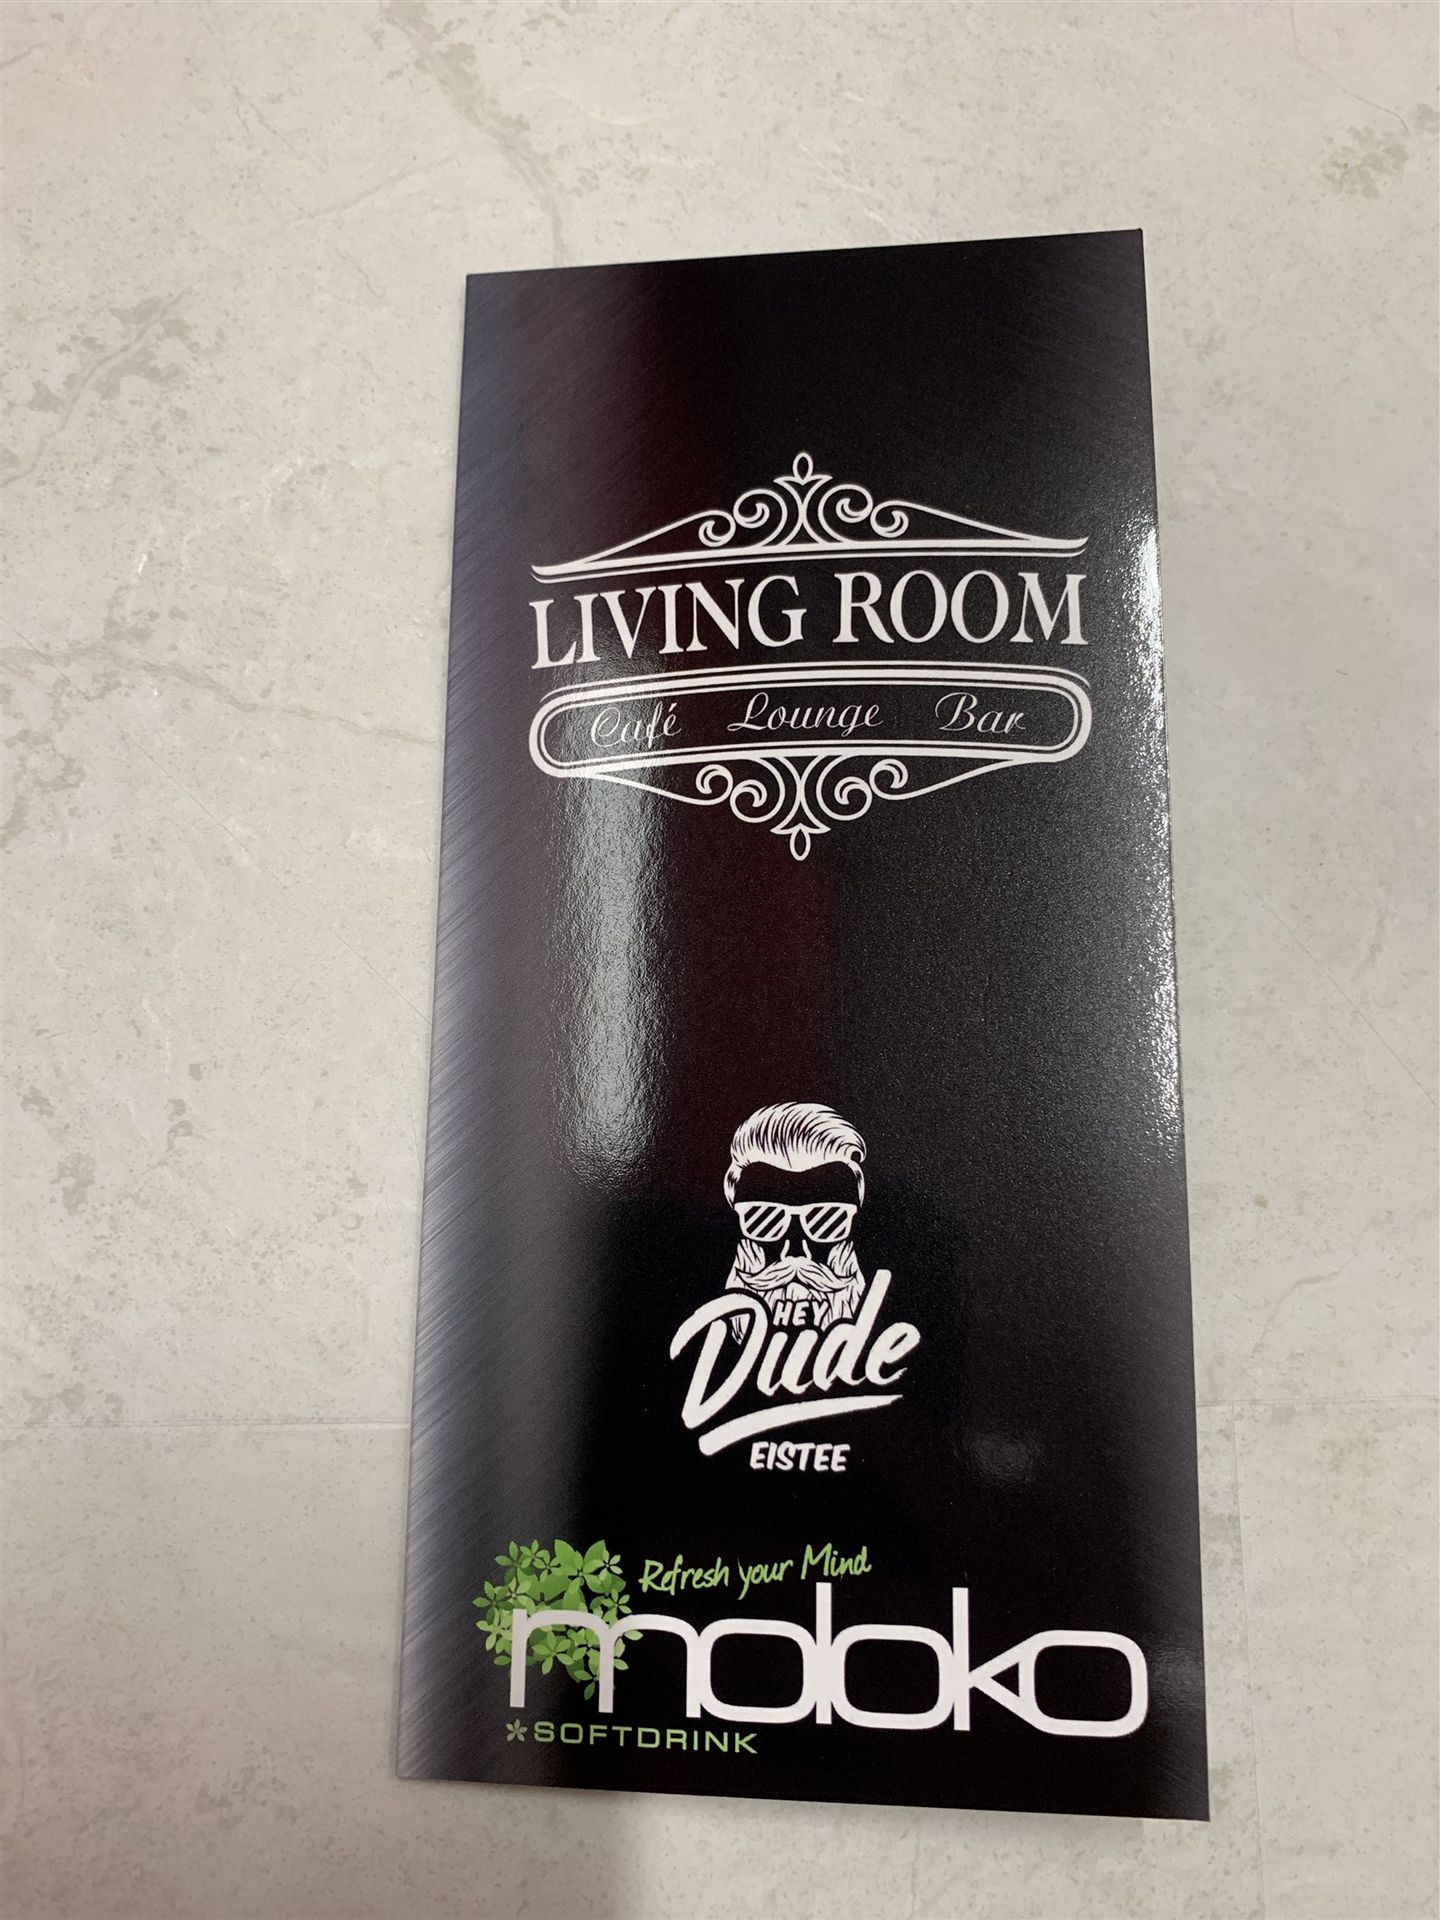 LIVING ROOM
Café Lounge Bar
HEY
Dude
EISTEE
Refresh your Mind
moloko
SOFTDRINK